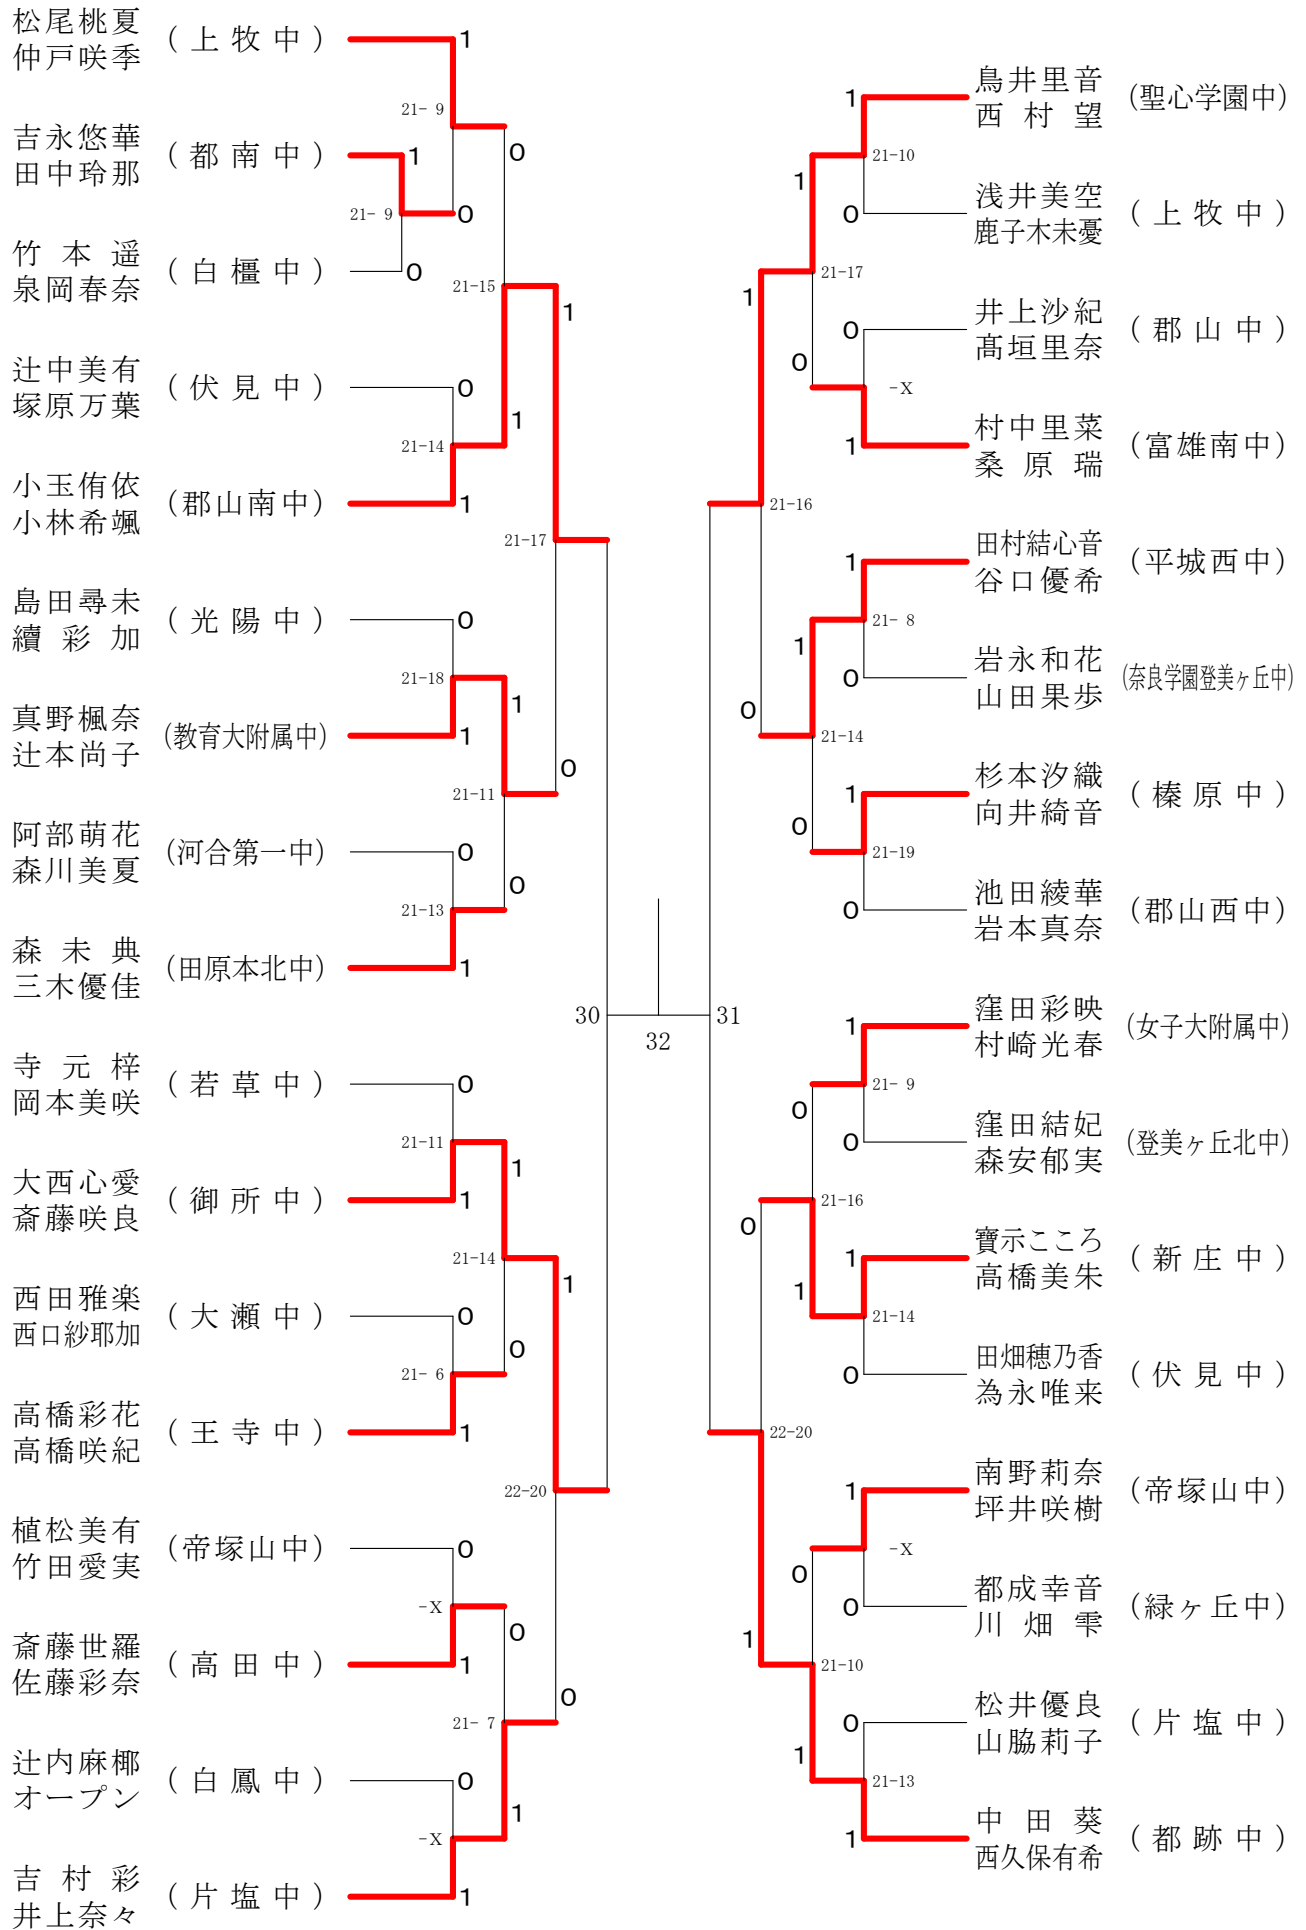 松尾桃夏
仲戸咲季
(上牧中)
1
21- 9
0
吉永悠華
田中玲那
(都南中)
1
21- 9
0
竹本遥
泉岡春奈
(白橿中)
0
21-15
1
辻中美有
塚原万葉
(伏見中)
0
21-14
1
小玉侑依
小林希颯
(郡山南中)
1
21-17
島田尋未
續彩加
(光陽中)
0
21-18
1
真野楓奈
辻本尚子
(教育大附属中)
1
0
21-11
阿部萌花
森川美夏
(河合第一中)
0
0
21-13
森未典
三木優佳
(田原本北中)
1
30
寺元梓
岡本美咲
(若草中)
0
21-11
1
大西心愛
斎藤咲良
(御所中)
1
21-14
1
西田雅楽
西口紗耶加
(大瀬中)
0
0
21- 6
高橋彩花
高橋咲紀
(王寺中)
1
22-20
植松美有
竹田愛実
(帝塚山中)
0
-X
0
斎藤世羅
佐藤彩奈
(高田中)
1
0
21- 7
辻内麻椰
オープン
(白鳳中)
0
1
-X
吉村彩
井上奈々
(片塩中)
1
32
31
1
鳥井里音
西村望
(聖心学園中)
21-10
1
0
浅井美空
鹿子木未憂
(上牧中)
21-17
1
0
井上沙紀
髙垣里奈
(郡山中)
0
-X
1
村中里菜
桑原瑞
(富雄南中)
21-16
1
田村結心音
谷口優希
(平城西中)
21- 8
1
0
岩永和花
山田果歩
(奈良学園登美ヶ丘中)
0
21-14
1
杉本汐織
向井綺音
(榛原中)
0
21-19
0
池田綾華
岩本真奈
(郡山西中)
1
窪田彩映
村崎光春
(女子大附属中)
21- 9
0
0
窪田結妃
森安郁実
(登美ヶ丘北中)
21-16
0
1
寶示こころ
高橋美朱
(新庄中)
1
21-14
0
田畑穂乃香
為永唯来
(伏見中)
22-20
1
南野莉奈
坪井咲樹
(帝塚山中)
-X
0
0
都成幸音
川畑雫
(緑ヶ丘中)
1
21-10
0
松井優良
山脇莉子
(片塩中)
1
21-13
1
中田葵
西久保有希
(都跡中)